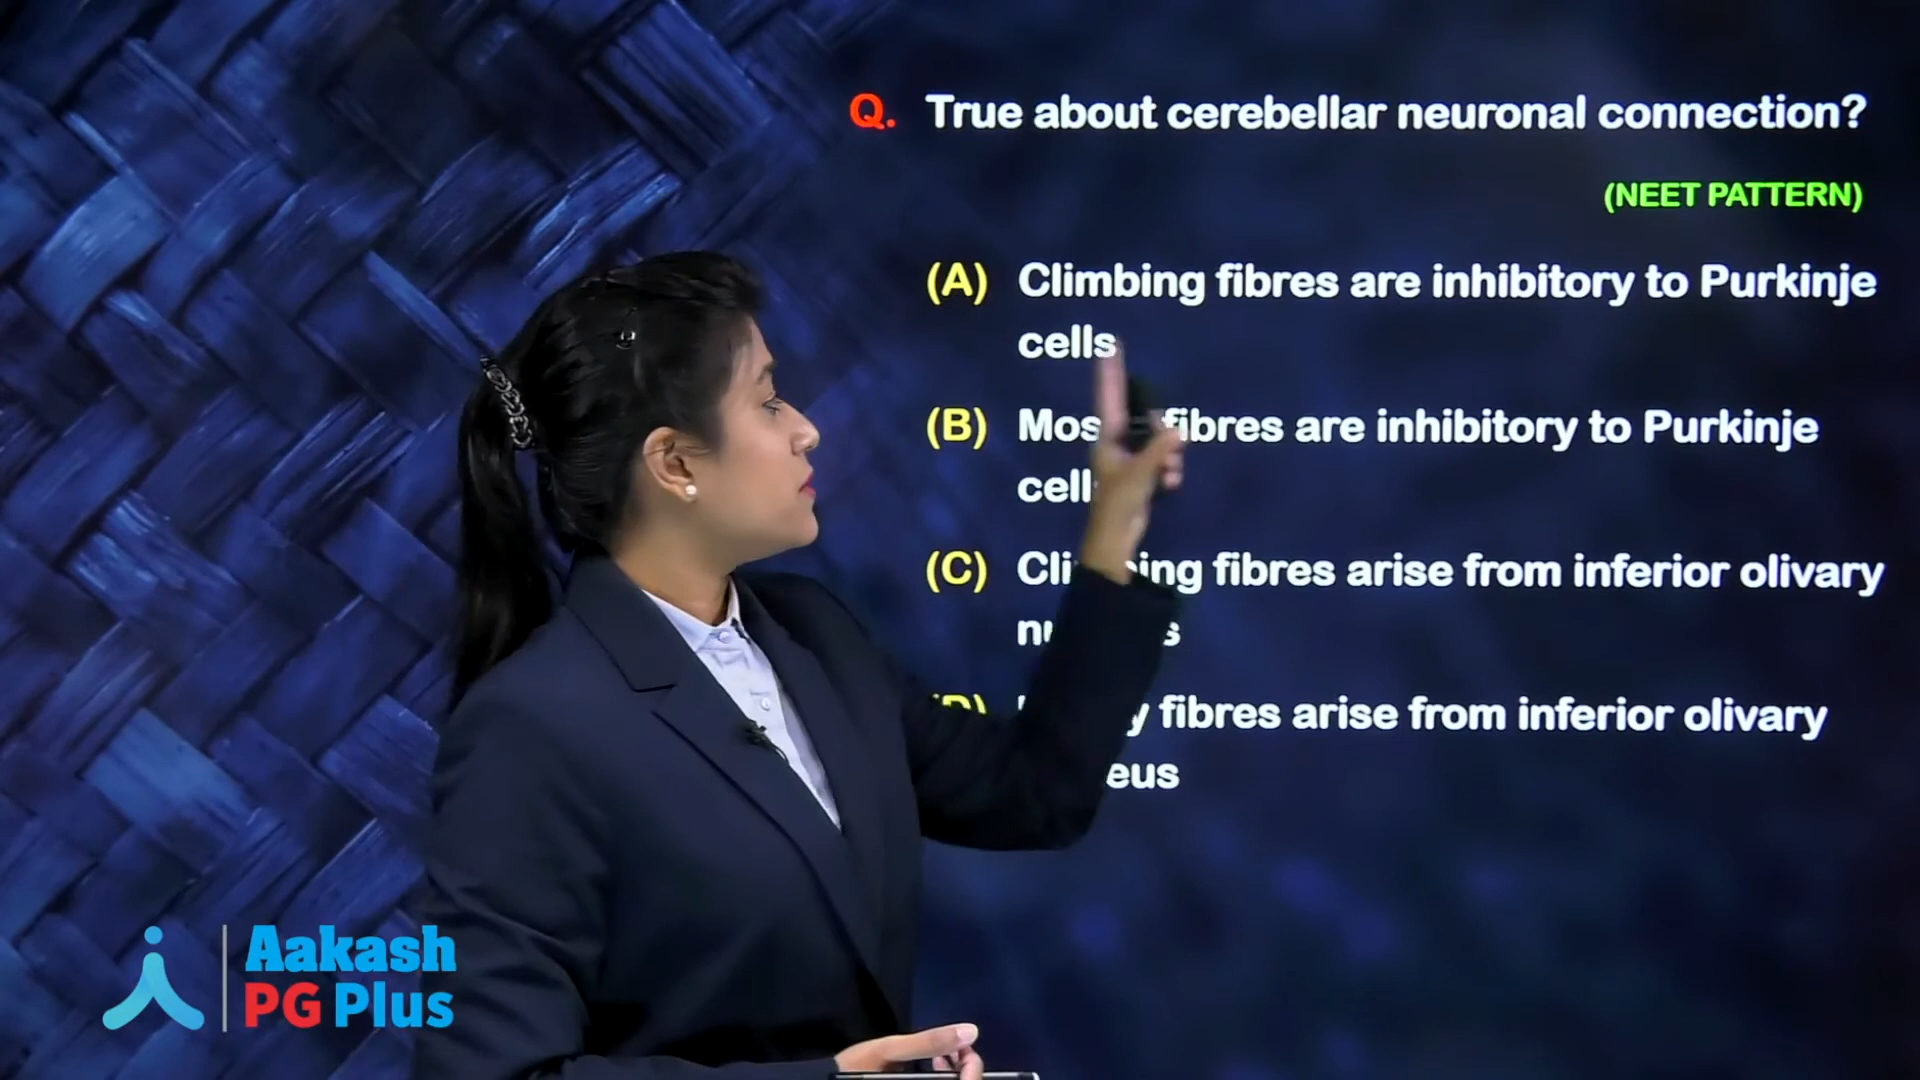 Q. True about cerebellar neuronal connection?
(NEET PATTERN)
(A) Climbing fibres are inhibitory to Purkinje
cells
(B) fibres are inhibitory to Purkinje
(C) fibres arise from inferior olivary
fibres arise from inferior olivary
Aakash
PG Plus